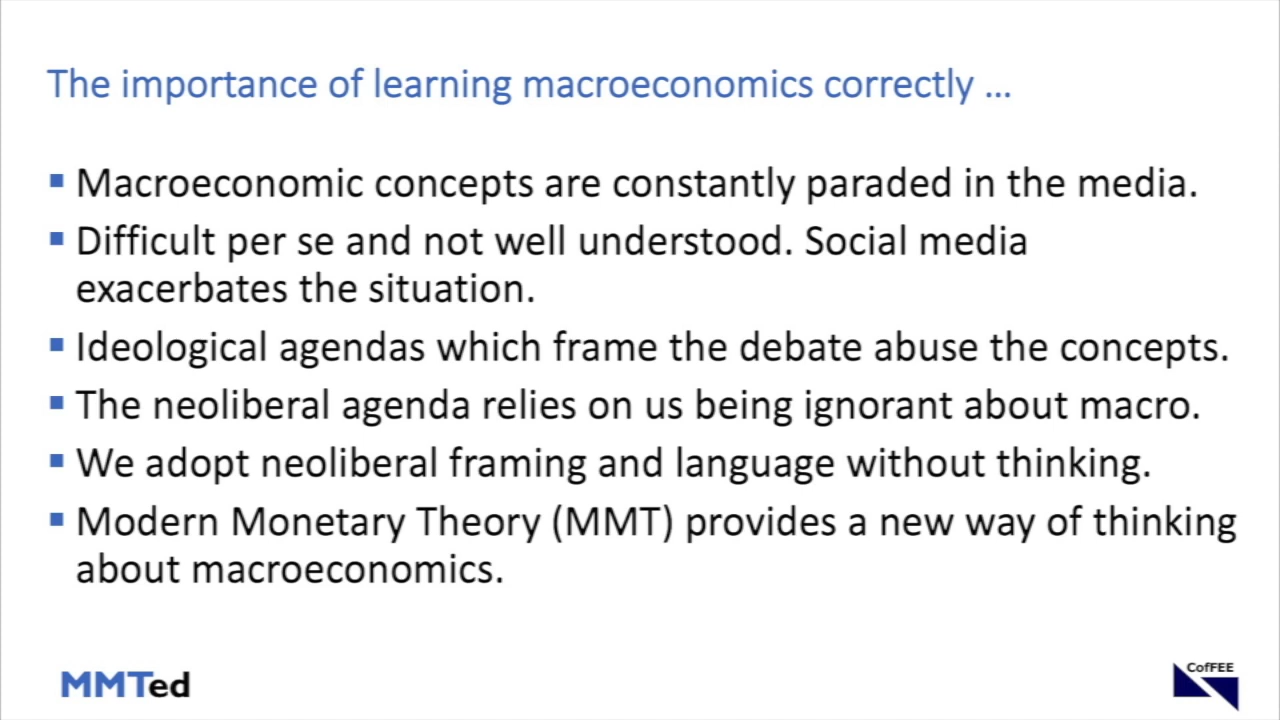 The importance of learning macroeconomics correctly ...
▪ Macroeconomic concepts are constantly paraded in the media.
▪ Difficult per se and not well understood. Social media
exacerbates the situation.
▪ Ideological agendas which frame the debate abuse the concepts.
▪ The neoliberal agenda relies on us being ignorant about macro.
▪ We adopt neoliberal framing and language without thinking.
▪ Modern Monetary Theory (MMT) provides a new way of thinking
about macroeconomics.
MMTed
CofFEE